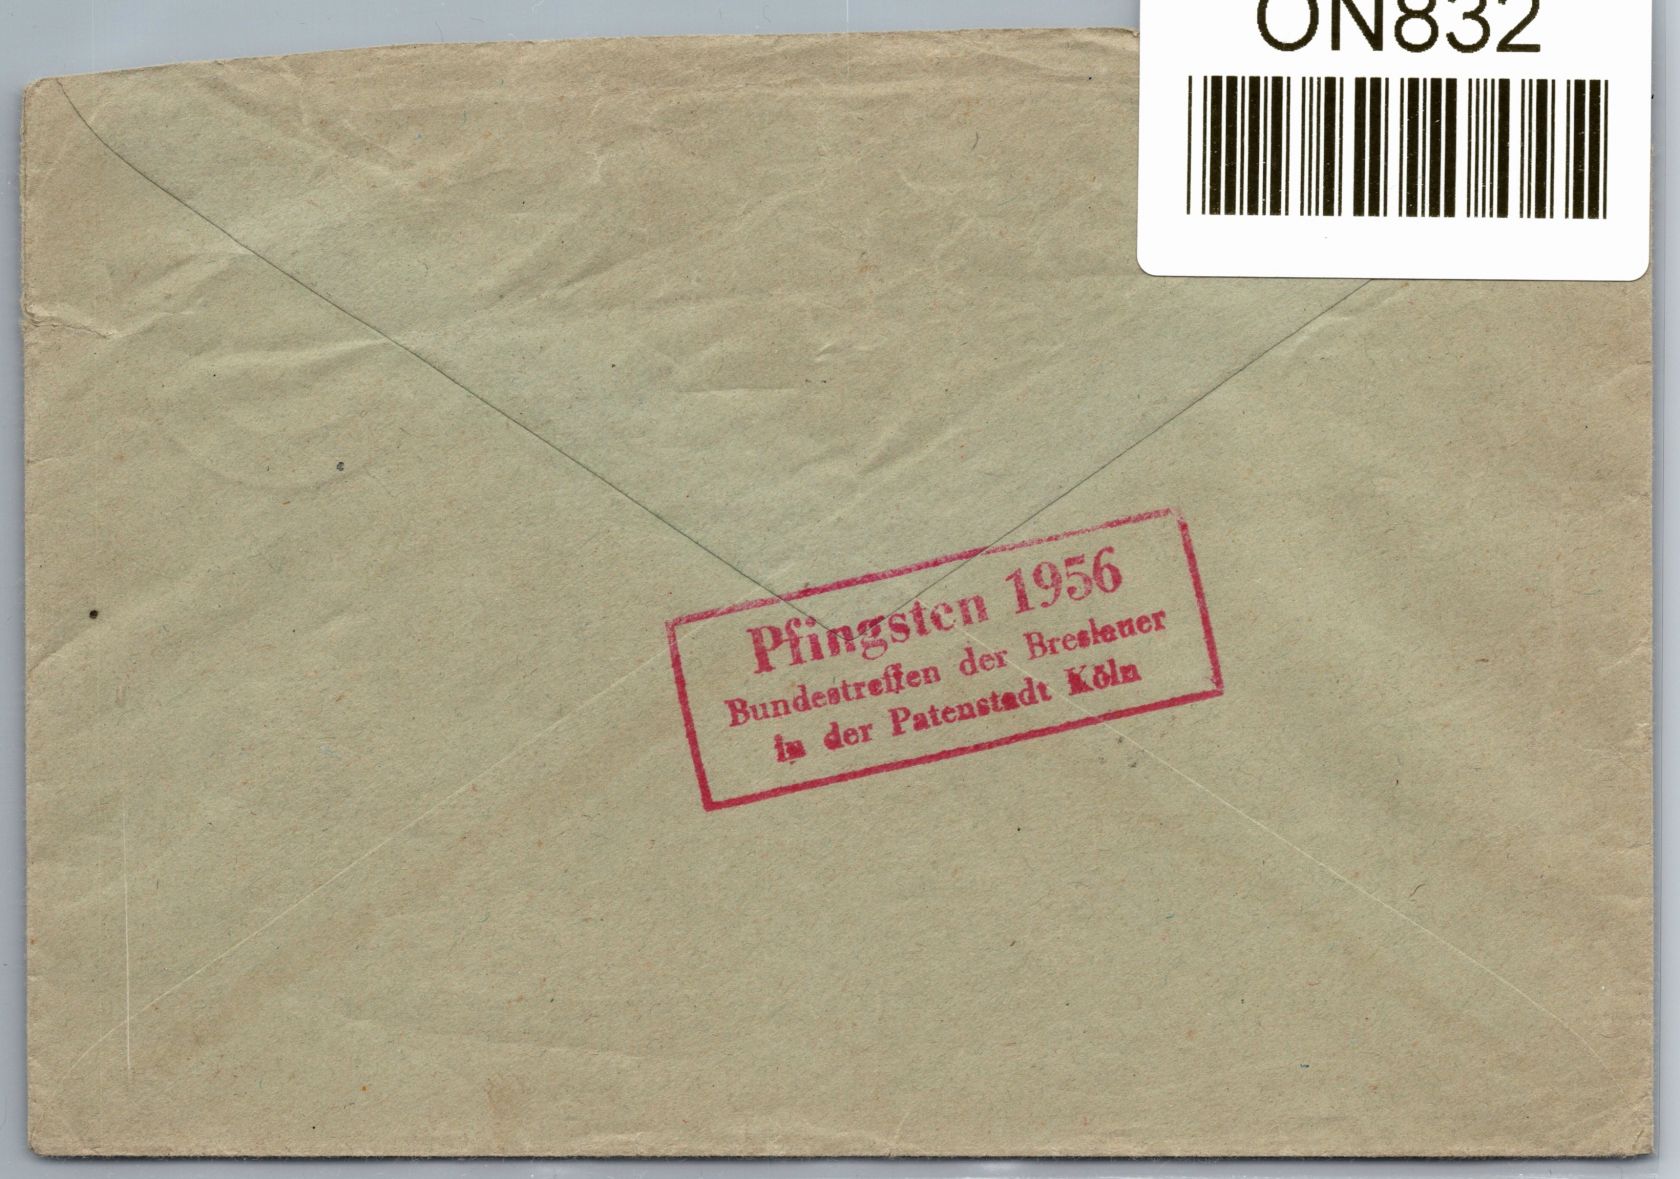 ON832
Pfingsten 1956
Bundestreffen der Breslauer
in der Patenstadt Köln